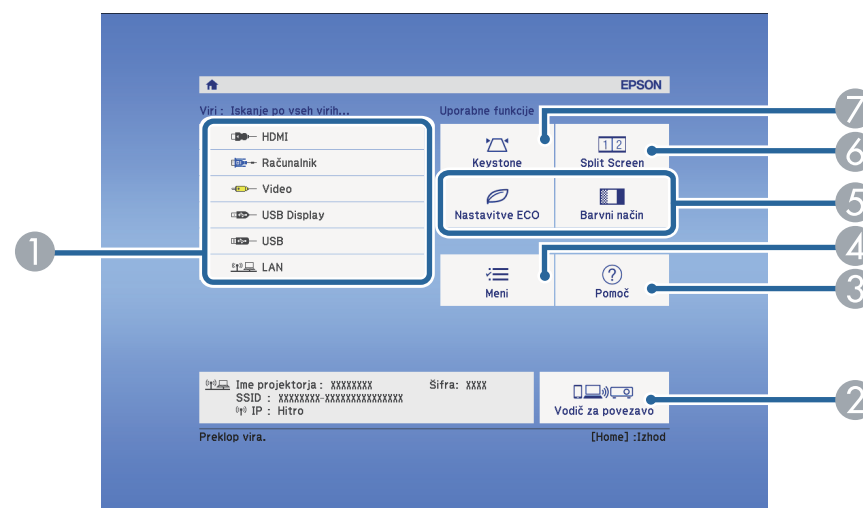 EPSON
Viri : Iskanje po vseh virih...
Uporabne funkcije
HDMI
Računalnik
Video
USB Display
USB
LAN
Keystone
1 2
Split Screen
Nastavitve ECO
Barvni način
Meni
?
Pomoč
Ime projektorja : XXXXXXXX
Šifra: XXXX
SSID : XXXXXXXX-XXXXXXXXXXXXXXX
IP : Hitro
Vodič za povezavo
Preklop vira.
[Home] :Izhod
1
7
6
5
4
3
2